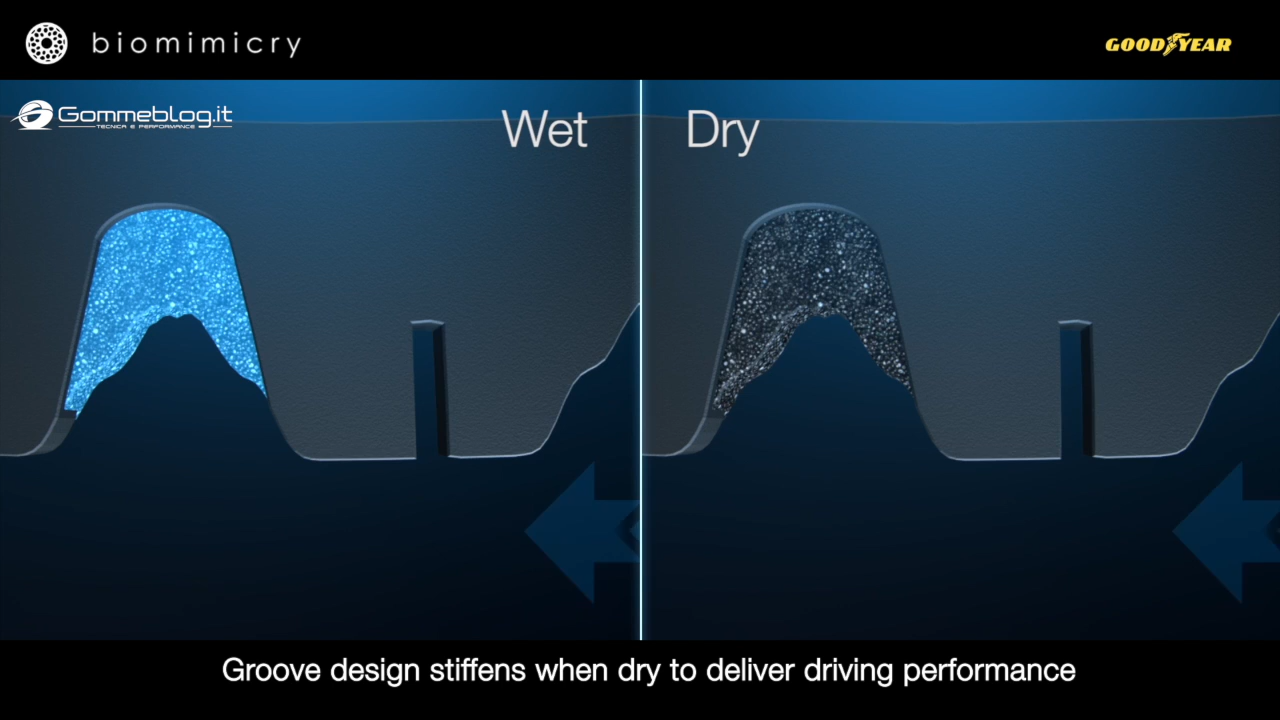 biomimicry
GOODYEAR
Gommeblog.it
TECNICA E PERFORMANCE
Wet
Dry
Groove design stiffens when dry to deliver driving performance